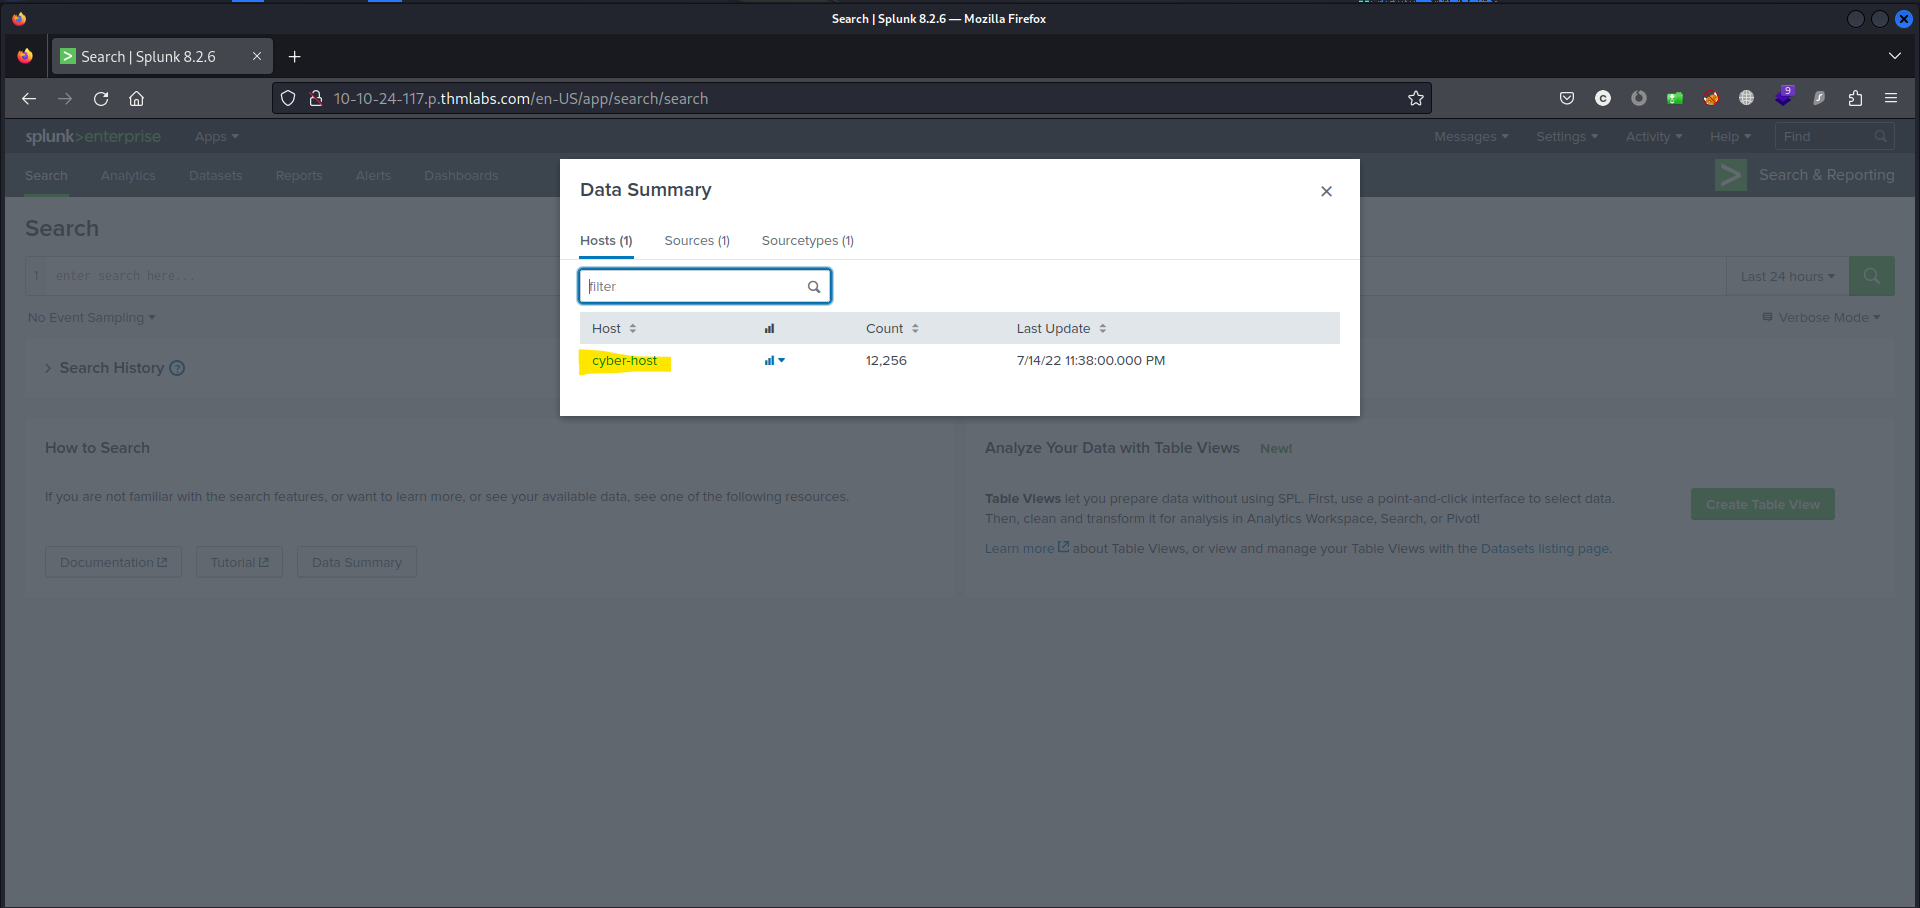 Search | Splunk 8.2.6 — Mozilla Firefox
Search | Splunk 8.2.6
10-10-24-117.p.thmlabs.com/en-US/app/search/search
9
splunk>enterprise Apps Messages Settings Activity Help Find
Search Analytics Datasets Reports Alerts Dashboards Search & Reporting
Data Summary
Hosts (1) Sources (1) Sourcetypes (1)
filter
Host Count Last Update
cyber-host 12,256 7/14/22 11:38:00.000 PM
Search
1 enter search here... Last 24 hours
No Event Sampling Verbose Mode
Search History ?
How to Search
If you are not familiar with the search features, or want to learn more, or see your available data, see one of the following resources.
Documentation Tutorial Data Summary
Analyze Your Data with Table Views New!
Table Views let you prepare data without using SPL. First, use a point-and-click interface to select data.
Then, clean and transform it for analysis in Analytics Workspace, Search, or Pivot!
Learn more about Table Views, or view and manage your Table Views with the Datasets listing page.
Create Table View